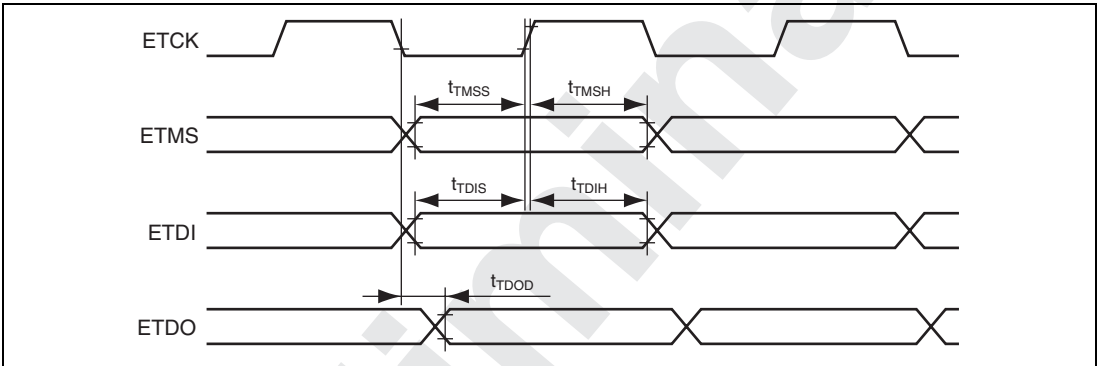 ETCK
tTMSS tTMSH
ETMS
tTDIS tTDIH
ETDI
tTDOD
ETDO